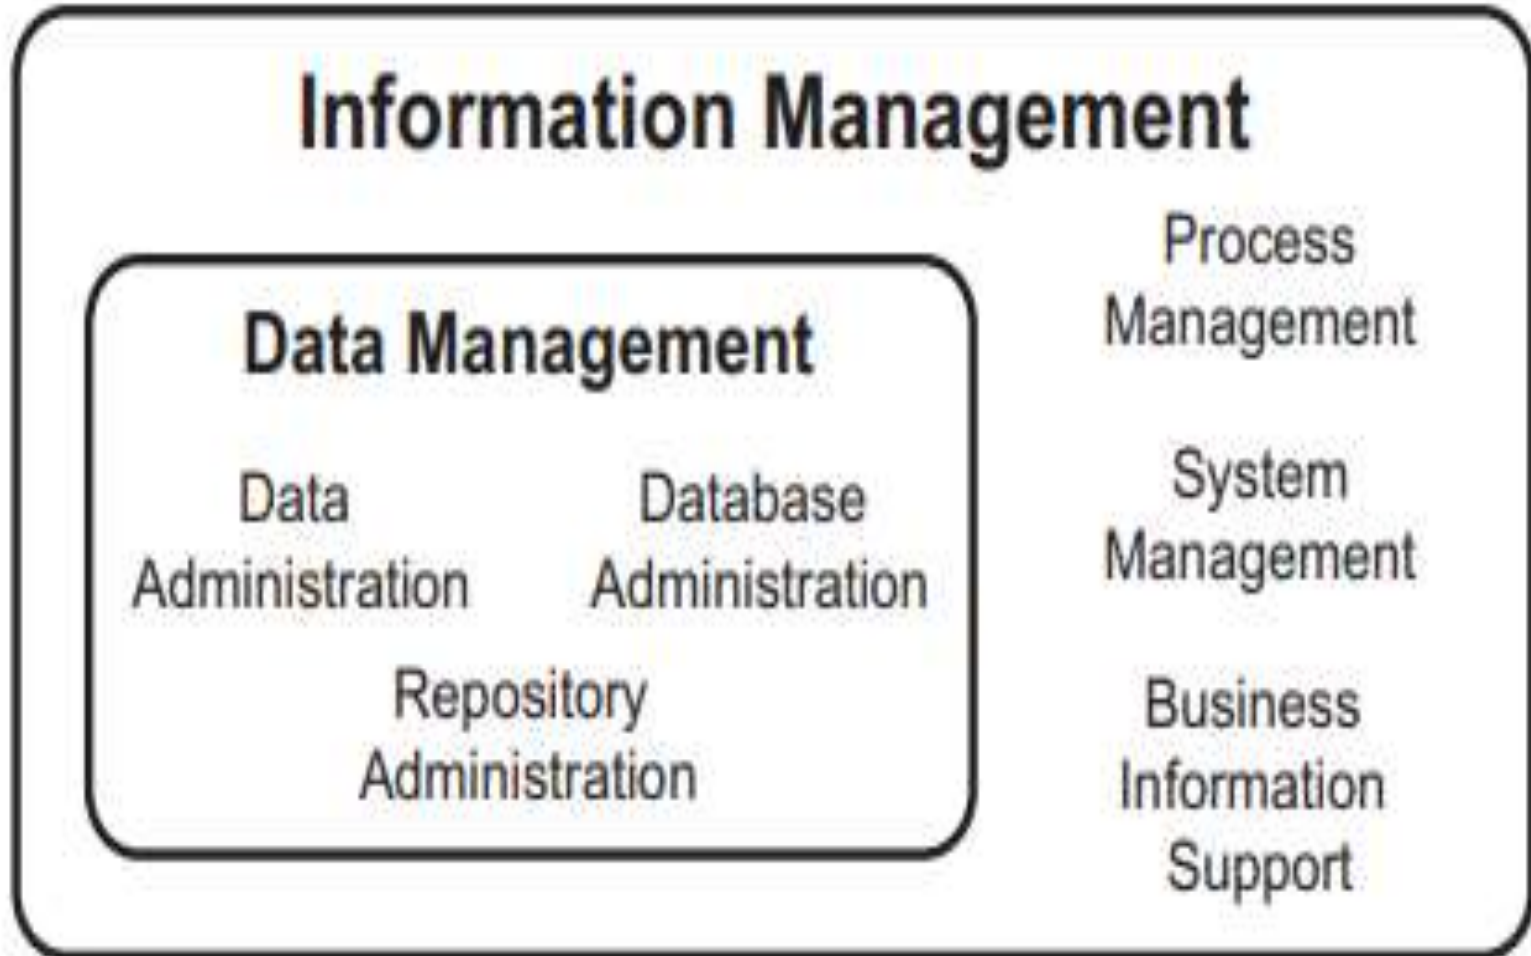 Information Management
Data Management
Data
Administration
Database
Administration
Repository
Administration
Process
Management
System
Management
Business
Information
Support